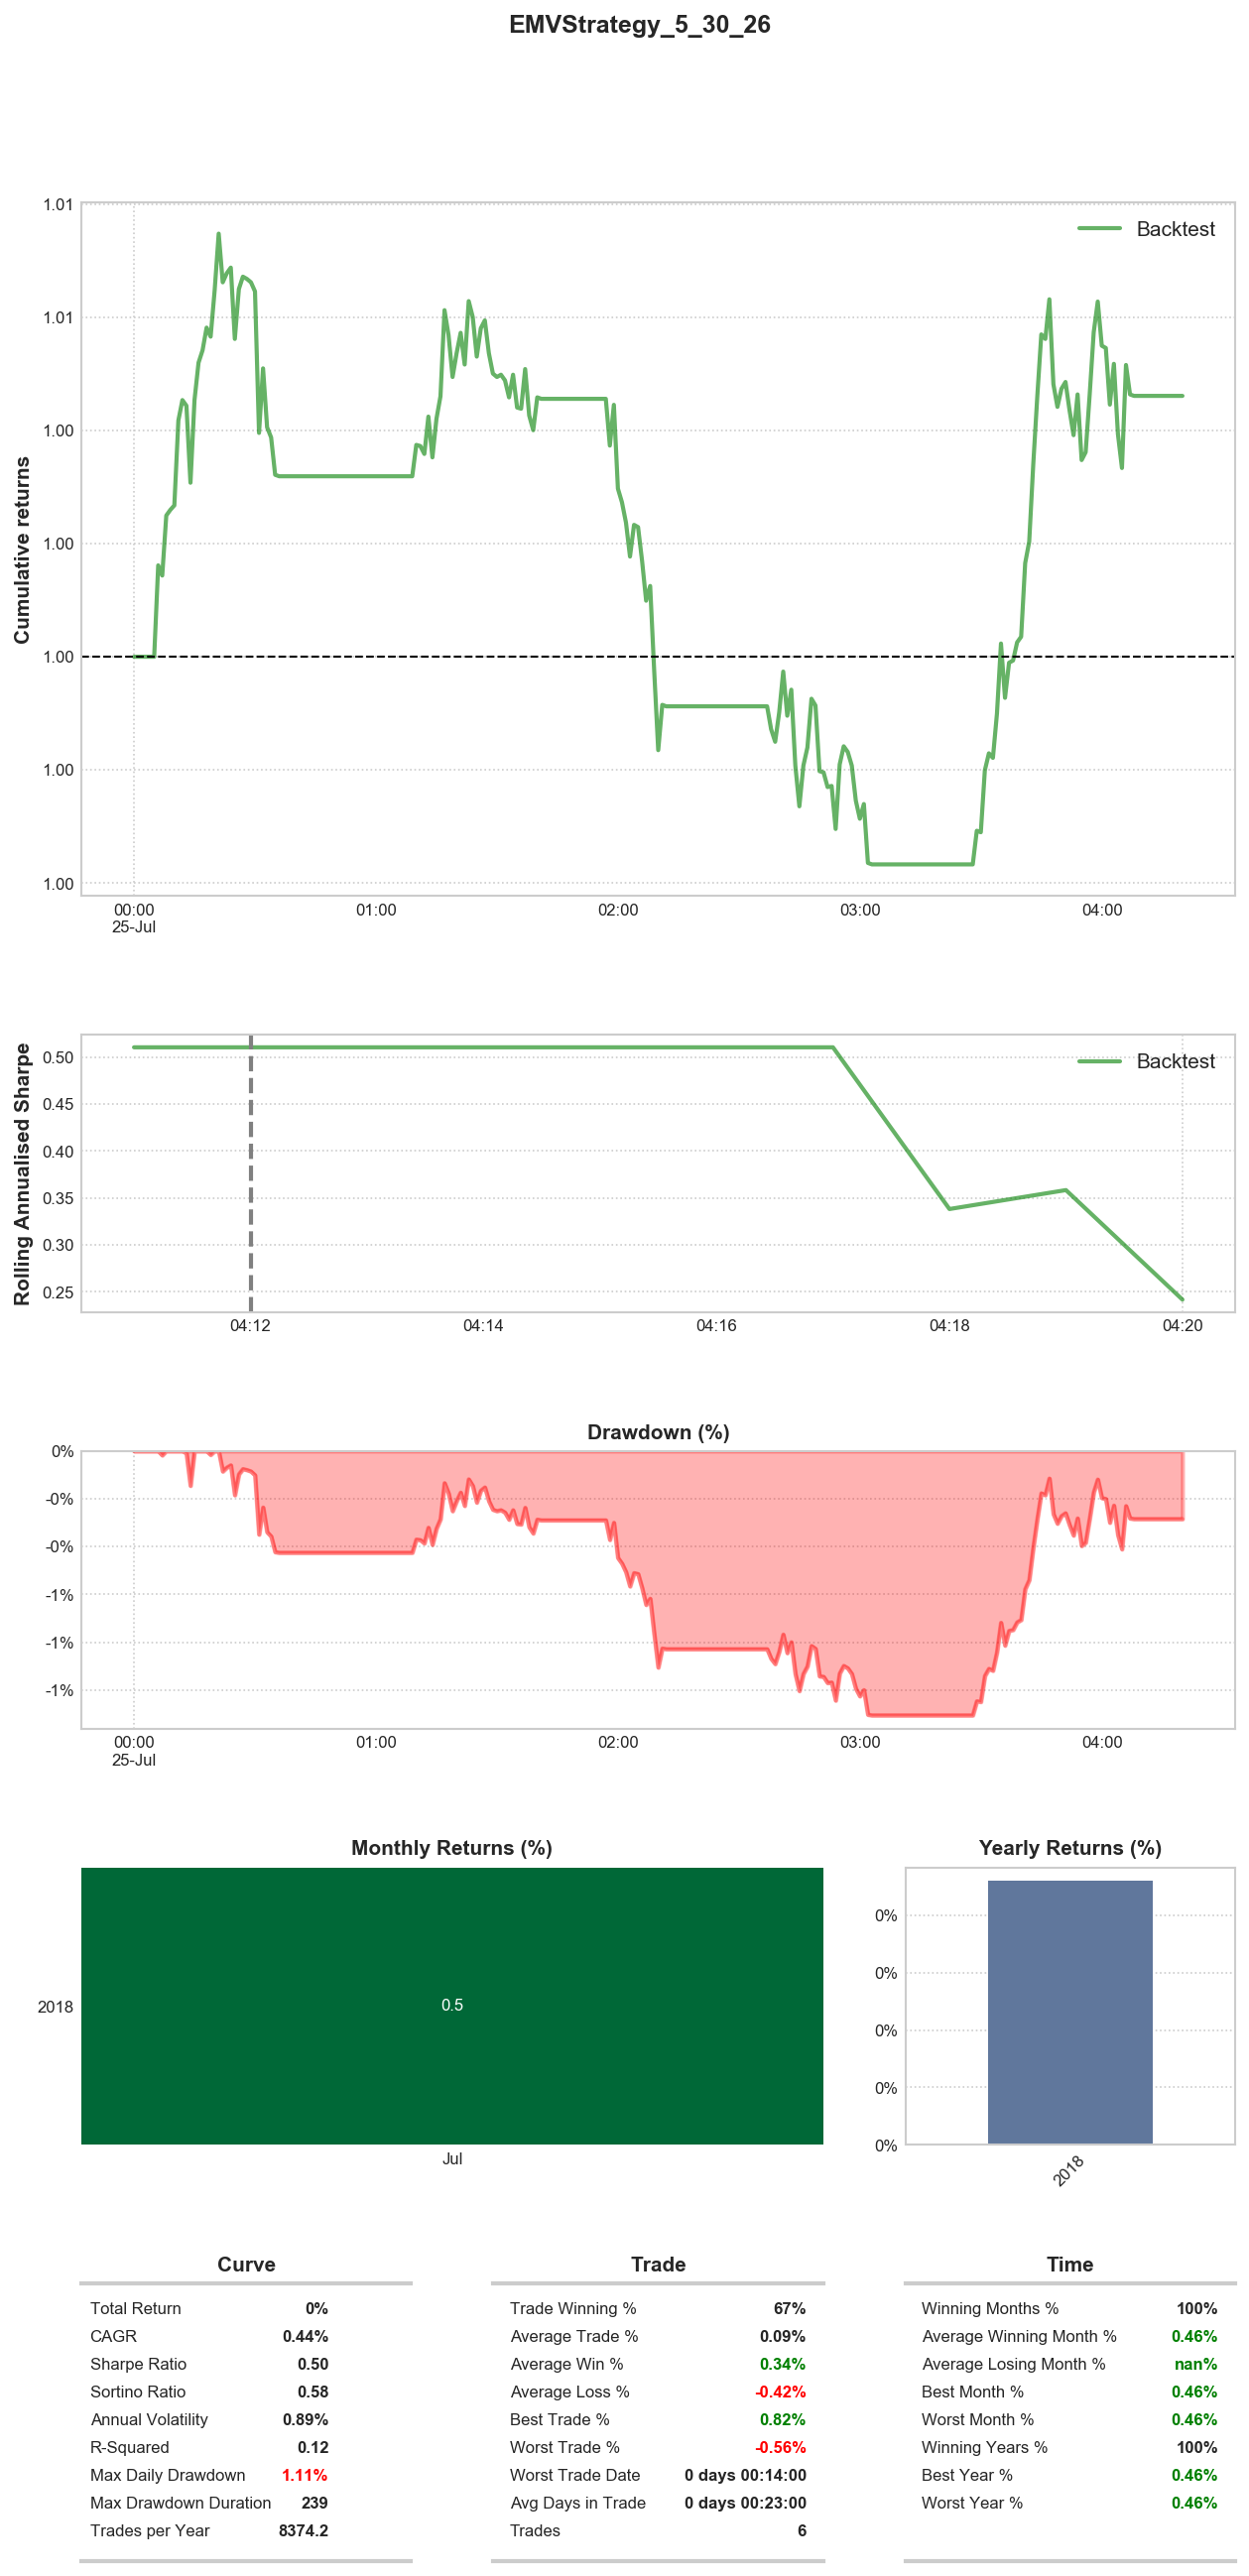 EMVStrategy_5_30_26
1.01
1.01
1.00
1.00
1.00
1.00
1.00
Cumulative returns
Backtest
00:00
25-Jul
01:00
02:00
03:00
04:00
0.50
0.45
0.40
0.35
0.30
0.25
Rolling Annualised Sharpe
Backtest
04:12
04:14
04:16
04:18
04:20
Drawdown (%)
0%
-0%
-0%
-1%
-1%
-1%
00:00
25-Jul
01:00
02:00
03:00
04:00
Monthly Returns (%)
2018
0.5
Jul
Yearly Returns (%)
0%
0%
0%
0%
0%
2018
Curve
Total Return 0%
CAGR 0.44%
Sharpe Ratio 0.50
Sortino Ratio 0.58
Annual Volatility 0.89%
R-Squared 0.12
Max Daily Drawdown 1.11%
Max Drawdown Duration 239
Trades per Year 8374.2
Trade
Trade Winning % 67%
Average Trade % 0.09%
Average Win % 0.34%
Average Loss % -0.42%
Best Trade % 0.82%
Worst Trade % -0.56%
Worst Trade Date 0 days 00:14:00
Avg Days in Trade 0 days 00:23:00
Trades 6
Time
Winning Months % 100%
Average Winning Month % 0.46%
Average Losing Month % nan%
Best Month % 0.46%
Worst Month % 0.46%
Winning Years % 100%
Best Year % 0.46%
Worst Year % 0.46%